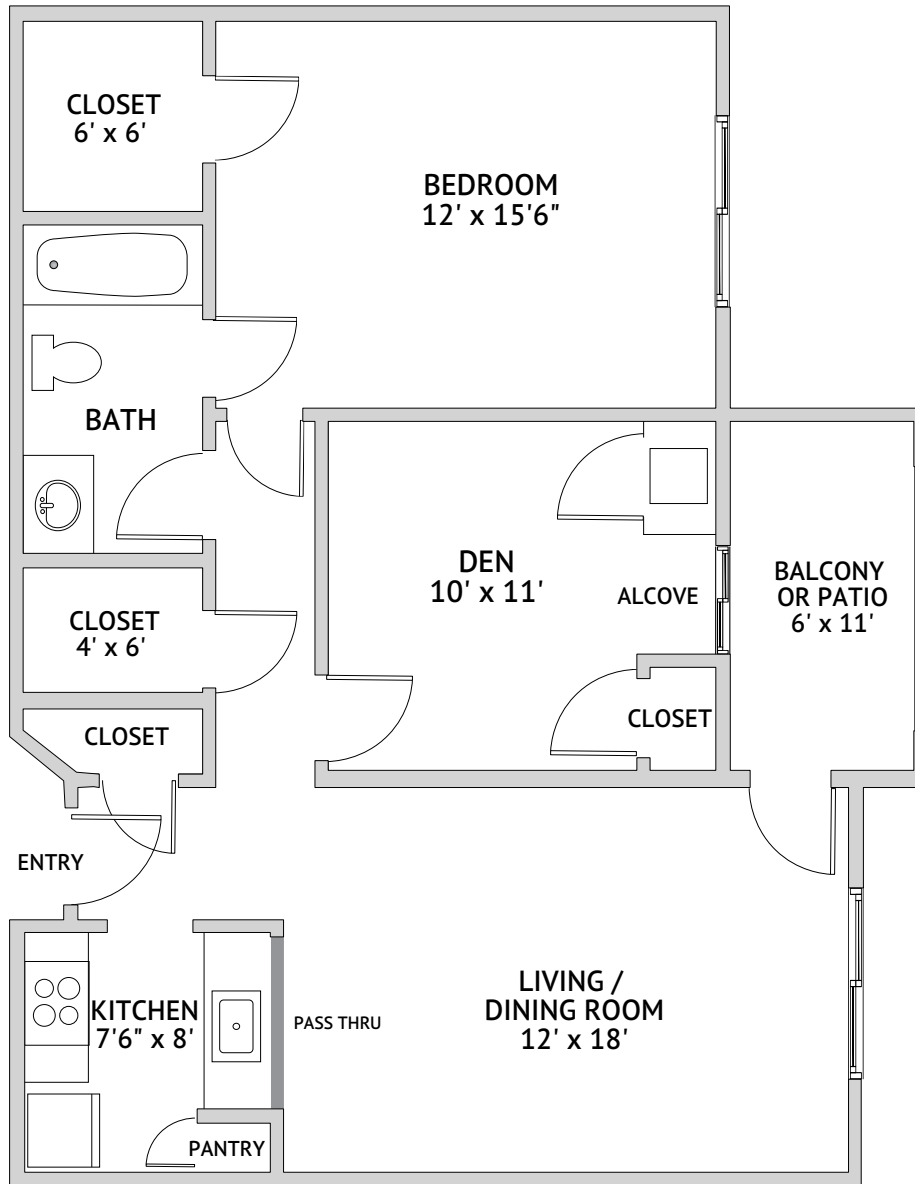 CLOSET
6' x 6'
BEDROOM
12' x 15'6"
BATH
DEN
10' x 11'
ALCOVE
BALCONY
OR PATIO
6' x 11'
CLOSET
4' x 6'
CLOSET
CLOSET
ENTRY
KITCHEN
7'6" x 8'
PASS THRU
LIVING /
DINING ROOM
12' x 18'
PANTRY